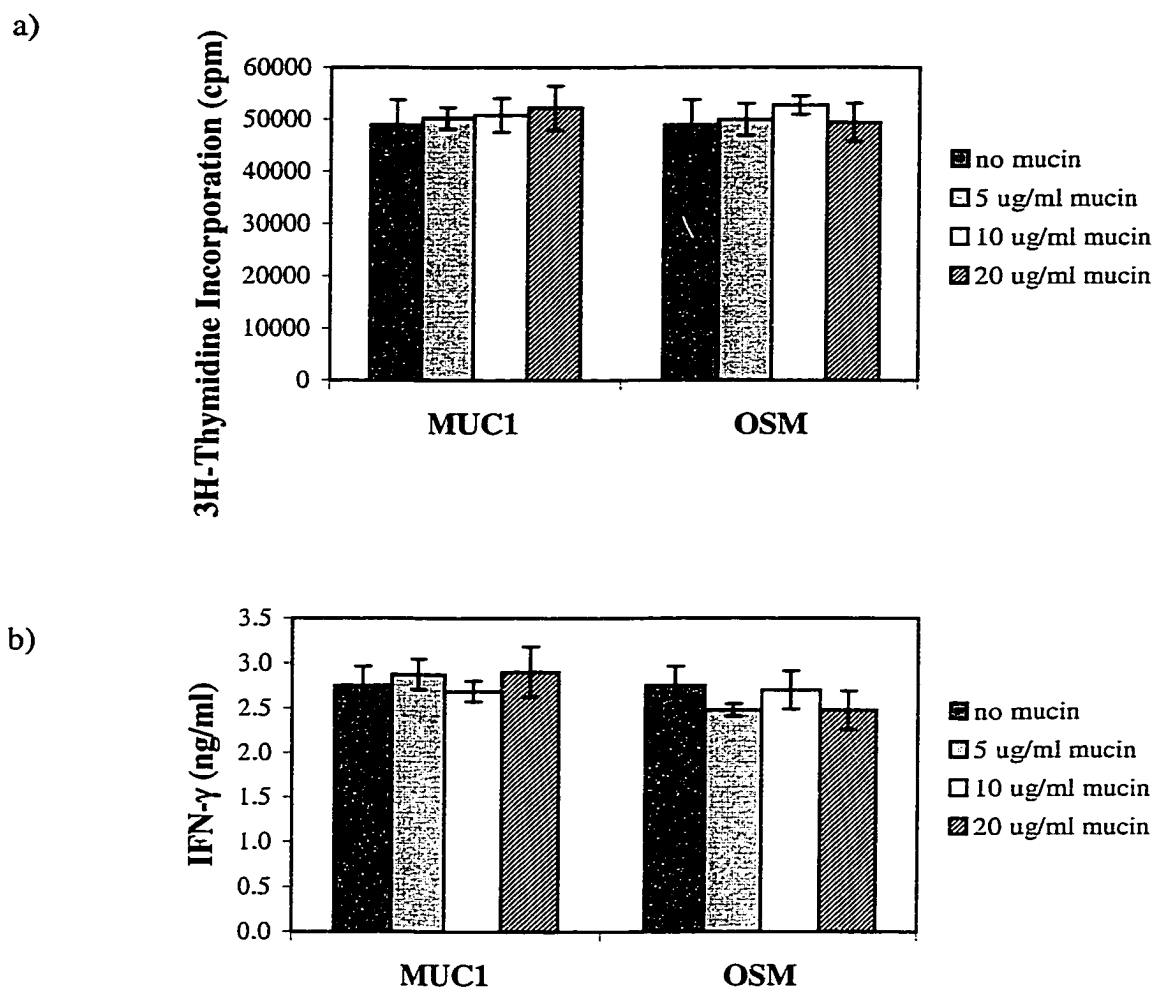 a)
3H-Thymidine Incorporation (cpm)
60000
50000
40000
30000
20000
10000
0
MUC1 OSM
no mucin
5 ug/ml mucin
10 ug/ml mucin
20 ug/ml mucin
b)
IFN-γ (ng/ml)
3.5
3.0
2.5
2.0
1.5
1.0
0.5
0.0
MUC1 OSM
no mucin
5 ug/ml mucin
10 ug/ml mucin
20 ug/ml mucin